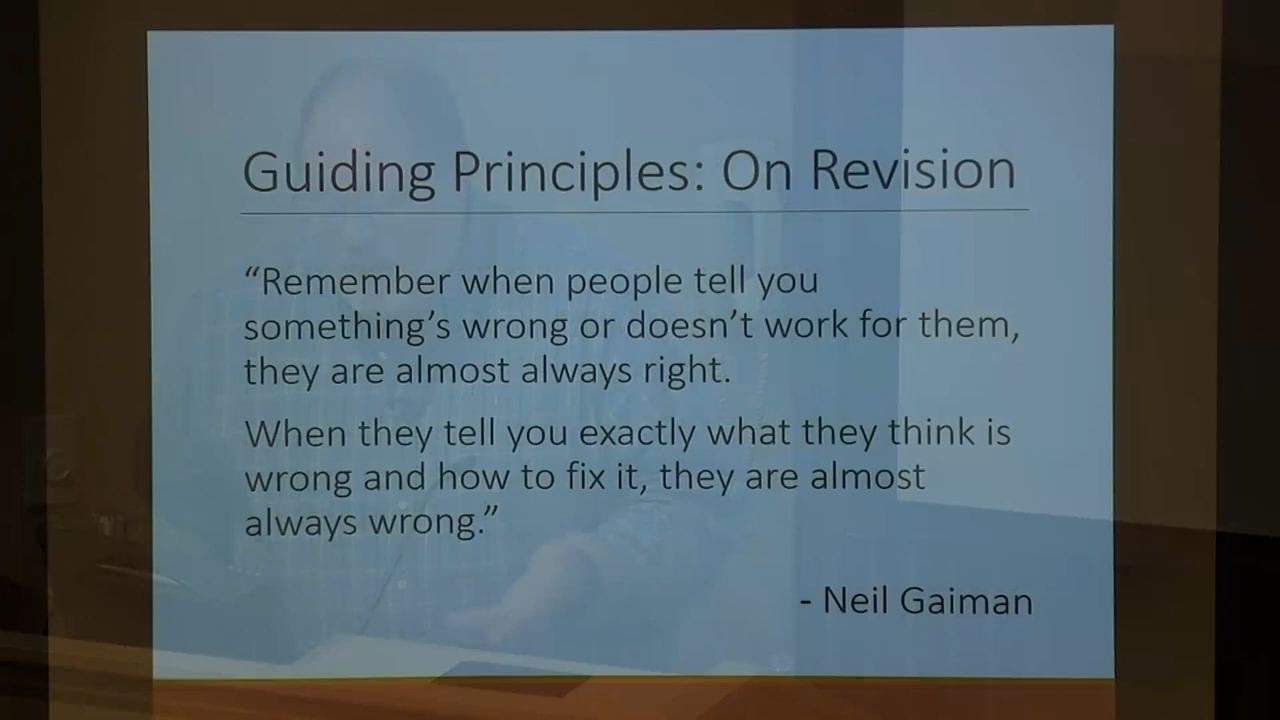 Guiding Principles: On Revision
“Remember when people tell you
something’s wrong or doesn’t work for them,
they are almost always right.
When they tell you exactly what they think is
wrong and how to fix it, they are almost
always wrong.”
- Neil Gaiman